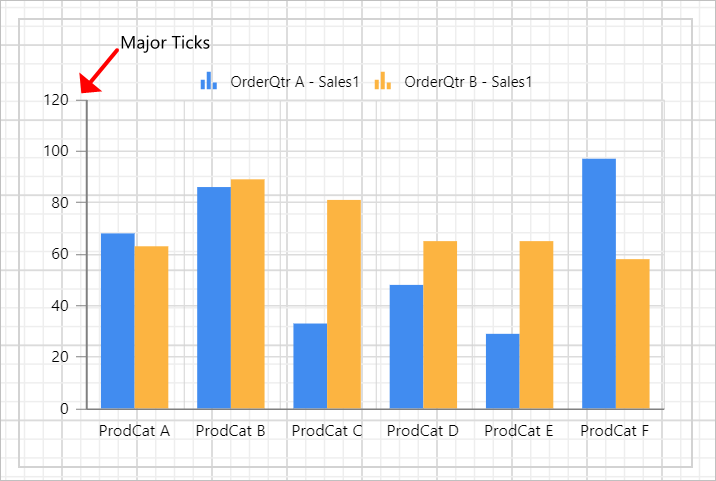 Major Ticks
OrderQtr A - Sales1 OrderQtr B - Sales1
120
100
80
60
40
20
0
ProdCat A ProdCat B ProdCat C ProdCat D ProdCat E ProdCat F